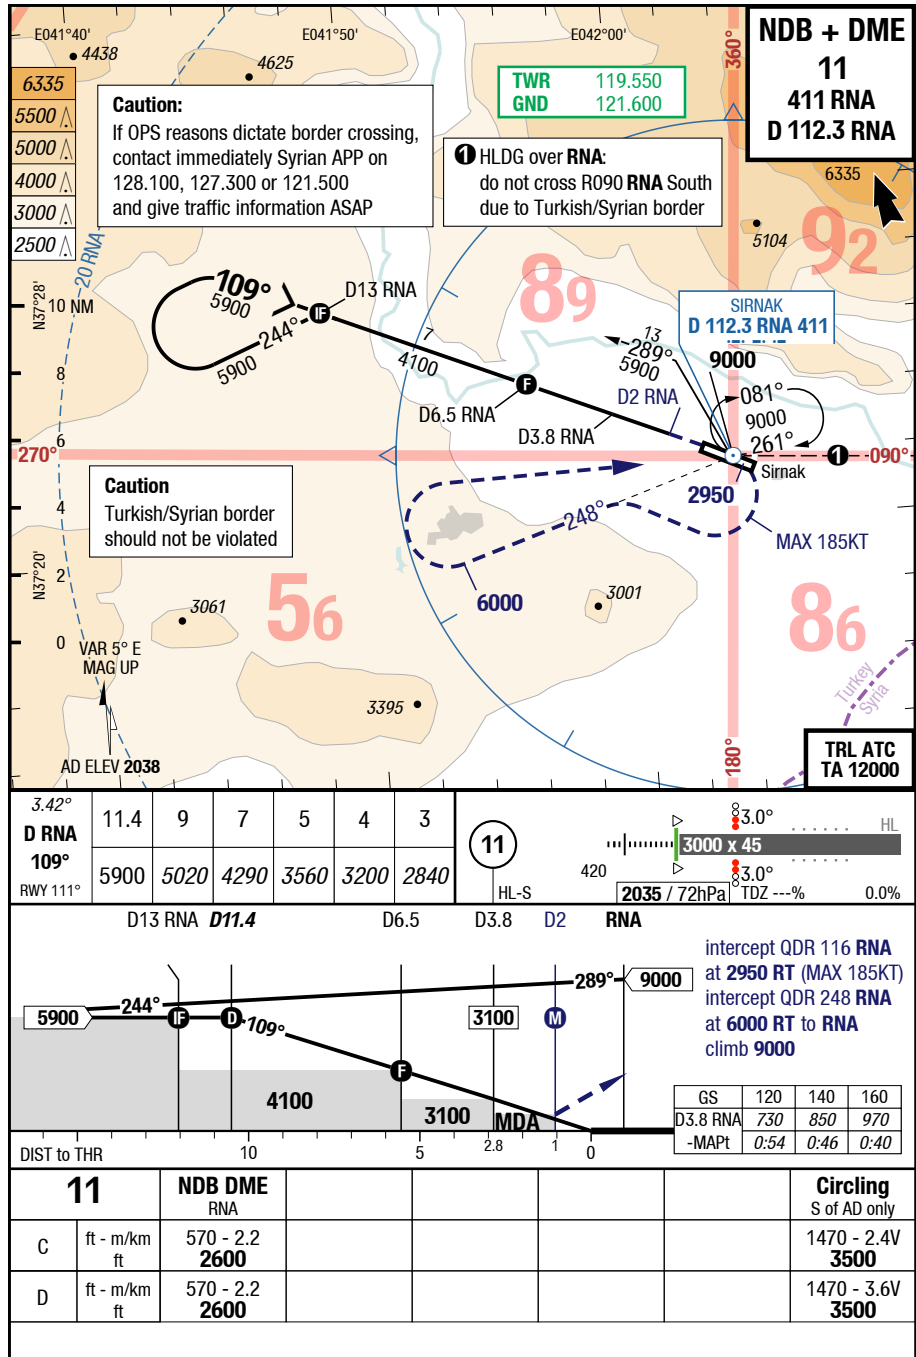 NDB + DME
11
411 RNA
D 112.3 RNA
E041°40'
E041°50'
E042°00'
360°
4438
4625
6335
5500
5000
4000
3000
2500
TWR 119.550
GND 121.600
Caution:
If OPS reasons dictate border crossing,
contact immediately Syrian APP on
128.100, 127.300 or 121.500
and give traffic information ASAP
1 HLDG over RNA:
do not cross R090 RNA South
due to Turkish/Syrian border
6335
5104
92
20 RNA
N37°28'
10 NM
109°
5900
244°
5900
IF
D13 RNA
89
7
4100
SIRNAK
D 112.3 RNA 411
13
289°
5900
9000
F
D6.5 RNA
D2 RNA
D3.8 RNA
081°
9000
261°
8
6
270°
1
090°
Sirnak
Caution
Turkish/Syrian border
should not be violated
2950
248°
MAX 185KT
4
N37°20'
2
6000
3001
3061
56
86
0
VAR 5° E
MAG UP
3395
Turkey
Syria
180°
AD ELEV 2038
TRL ATC
TA 12000
3.42°
D RNA
109°
RWY 111°
11.4 9 7 5 4 3
5900 5020 4290 3560 3200 2840
11
HL-S
420
3.0°
HL
3000 x 45
3.0°
2035 / 72hPa
TDZ ---%
0.0%
D13 RNA D11.4 D6.5 D3.8 D2 RNA
intercept QDR 116 RNA
at 2950 RT (MAX 185KT)
intercept QDR 248 RNA
at 6000 RT to RNA
climb 9000
5900
244°
289°
9000
IF
D
109°
3100
M
F
4100
3100
MDA
GS 120 140 160
D3.8 RNA 730 850 970
-MAPt 0:54 0:46 0:40
DIST to THR 10 5 2.8 1 0
11 NDB DME Circling
RNA S of AD only
C ft - m/km 570 - 2.2 1470 - 2.4V
ft 2600 3500
D ft - m/km 570 - 2.2 1470 - 3.6V
ft 2600 3500